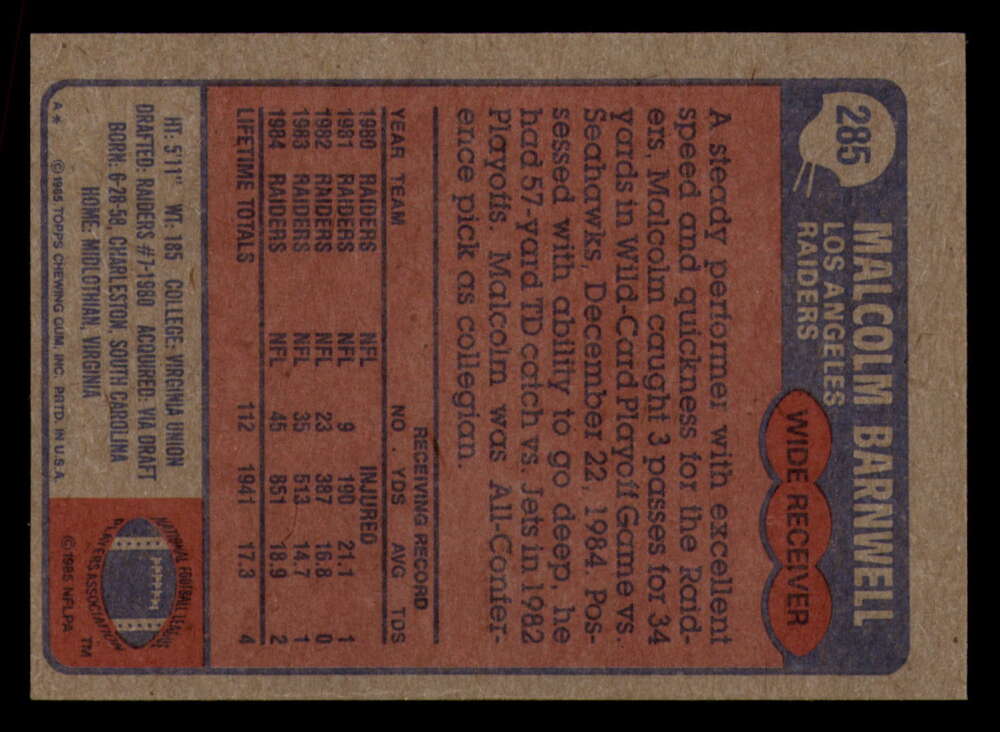 285
MALCOLM BARNWELL
LOS ANGELES
RAIDERS
WIDE RECEIVER
A steady performer with excellent
speed and quickness for the Raid-
ers, Malcolm caught 3 passes for 34
yards in Wild-Card Playoff Game vs.
Seahawks, December 22, 1984. Pos-
sessed with ability to go deep, he
had 57-yard TD catch vs. Jets in 1982
Playoffs. Malcolm was All-Confer-
ence pick as collegian.
RECEIVING RECORD
YEAR TEAM NO. YDS AVG TDS
1980 RAIDERS NFL INJURED
1981 RAIDERS NFL 9 190 21.1 1
1982 RAIDERS NFL 23 387 16.8 0
1983 RAIDERS NFL 35 513 14.7 1
1984 RAIDERS NFL 45 851 18.9 2
LIFETIME TOTALS 112 1941 17.3 4
HT: 5'11" WT: 185 COLLEGE: VIRGINIA UNION
DRAFTED: RAIDERS #7-1980 ACQUIRED: VIA DRAFT
BORN: 6-28-58, CHARLESTON, SOUTH CAROLINA
HOME: MIDLOTHIAN, VIRGINIA
A* ©1985 TOPPS CHEWING GUM, INC. PRTD. IN U.S.A.
NATIONAL FOOTBALL LEAGUE
PLAYERS ASSOCIATION
TM
©1985 NFLPA